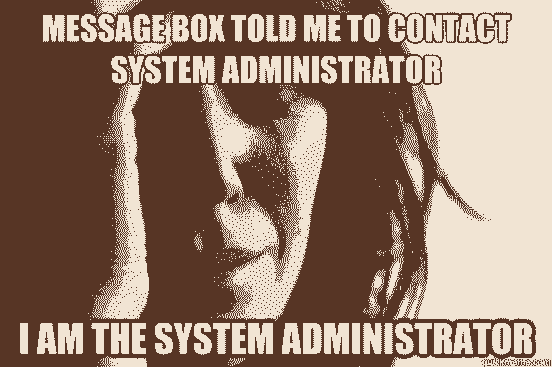 MESSAGE BOX TOLD ME TO CONTACT
SYSTEM ADMINISTRATOR
I AM THE SYSTEM ADMINISTRATOR